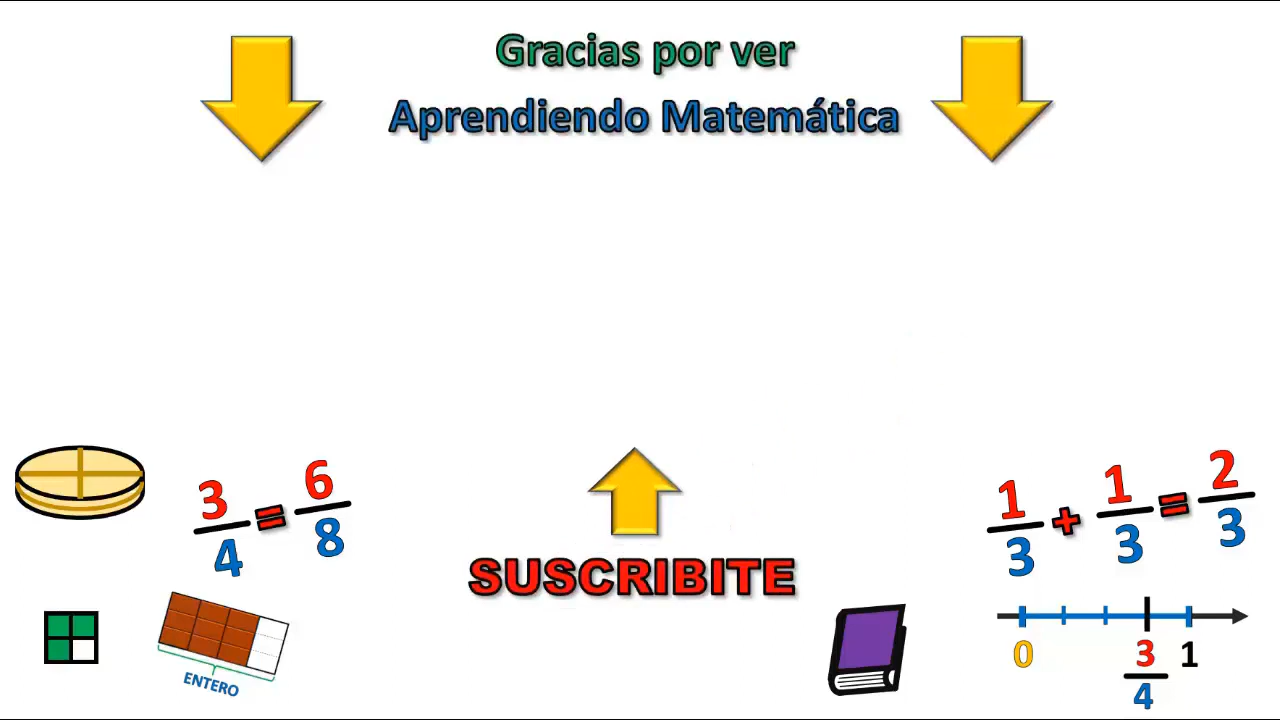 Gracias por ver
Aprendiendo Matemática
3/4 = 6/8
1/3 + 1/3 = 2/3
SUSCRIBITE
ENTERO
0 3/4 1